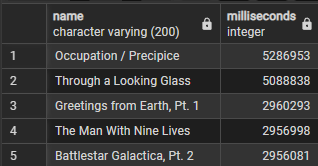 name milliseconds
character varying (200) integer
1 Occupation / Precipice 5286953
2 Through a Looking Glass 5088838
3 Greetings from Earth, Pt. 1 2960293
4 The Man With Nine Lives 2956998
5 Battlestar Galactica, Pt. 2 2956081